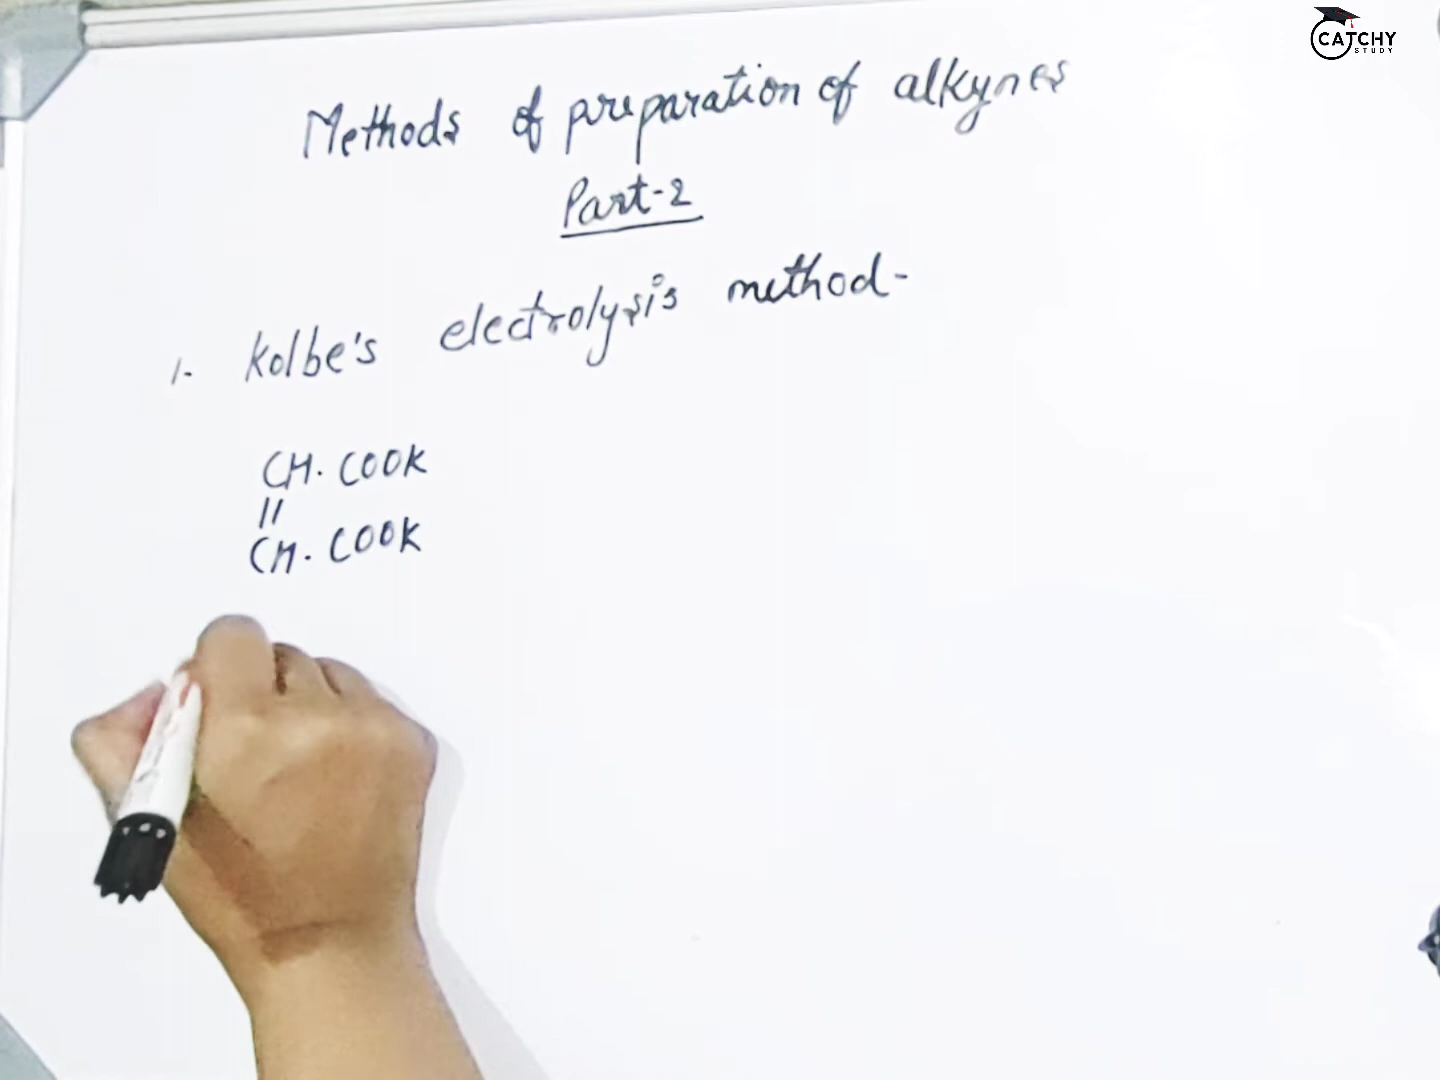 CATCHY
STUDY
Methods of preparation of alkynes
Part-2
1. Kolbe's electrolysis method-
CH. COOK
||
CH. COOK